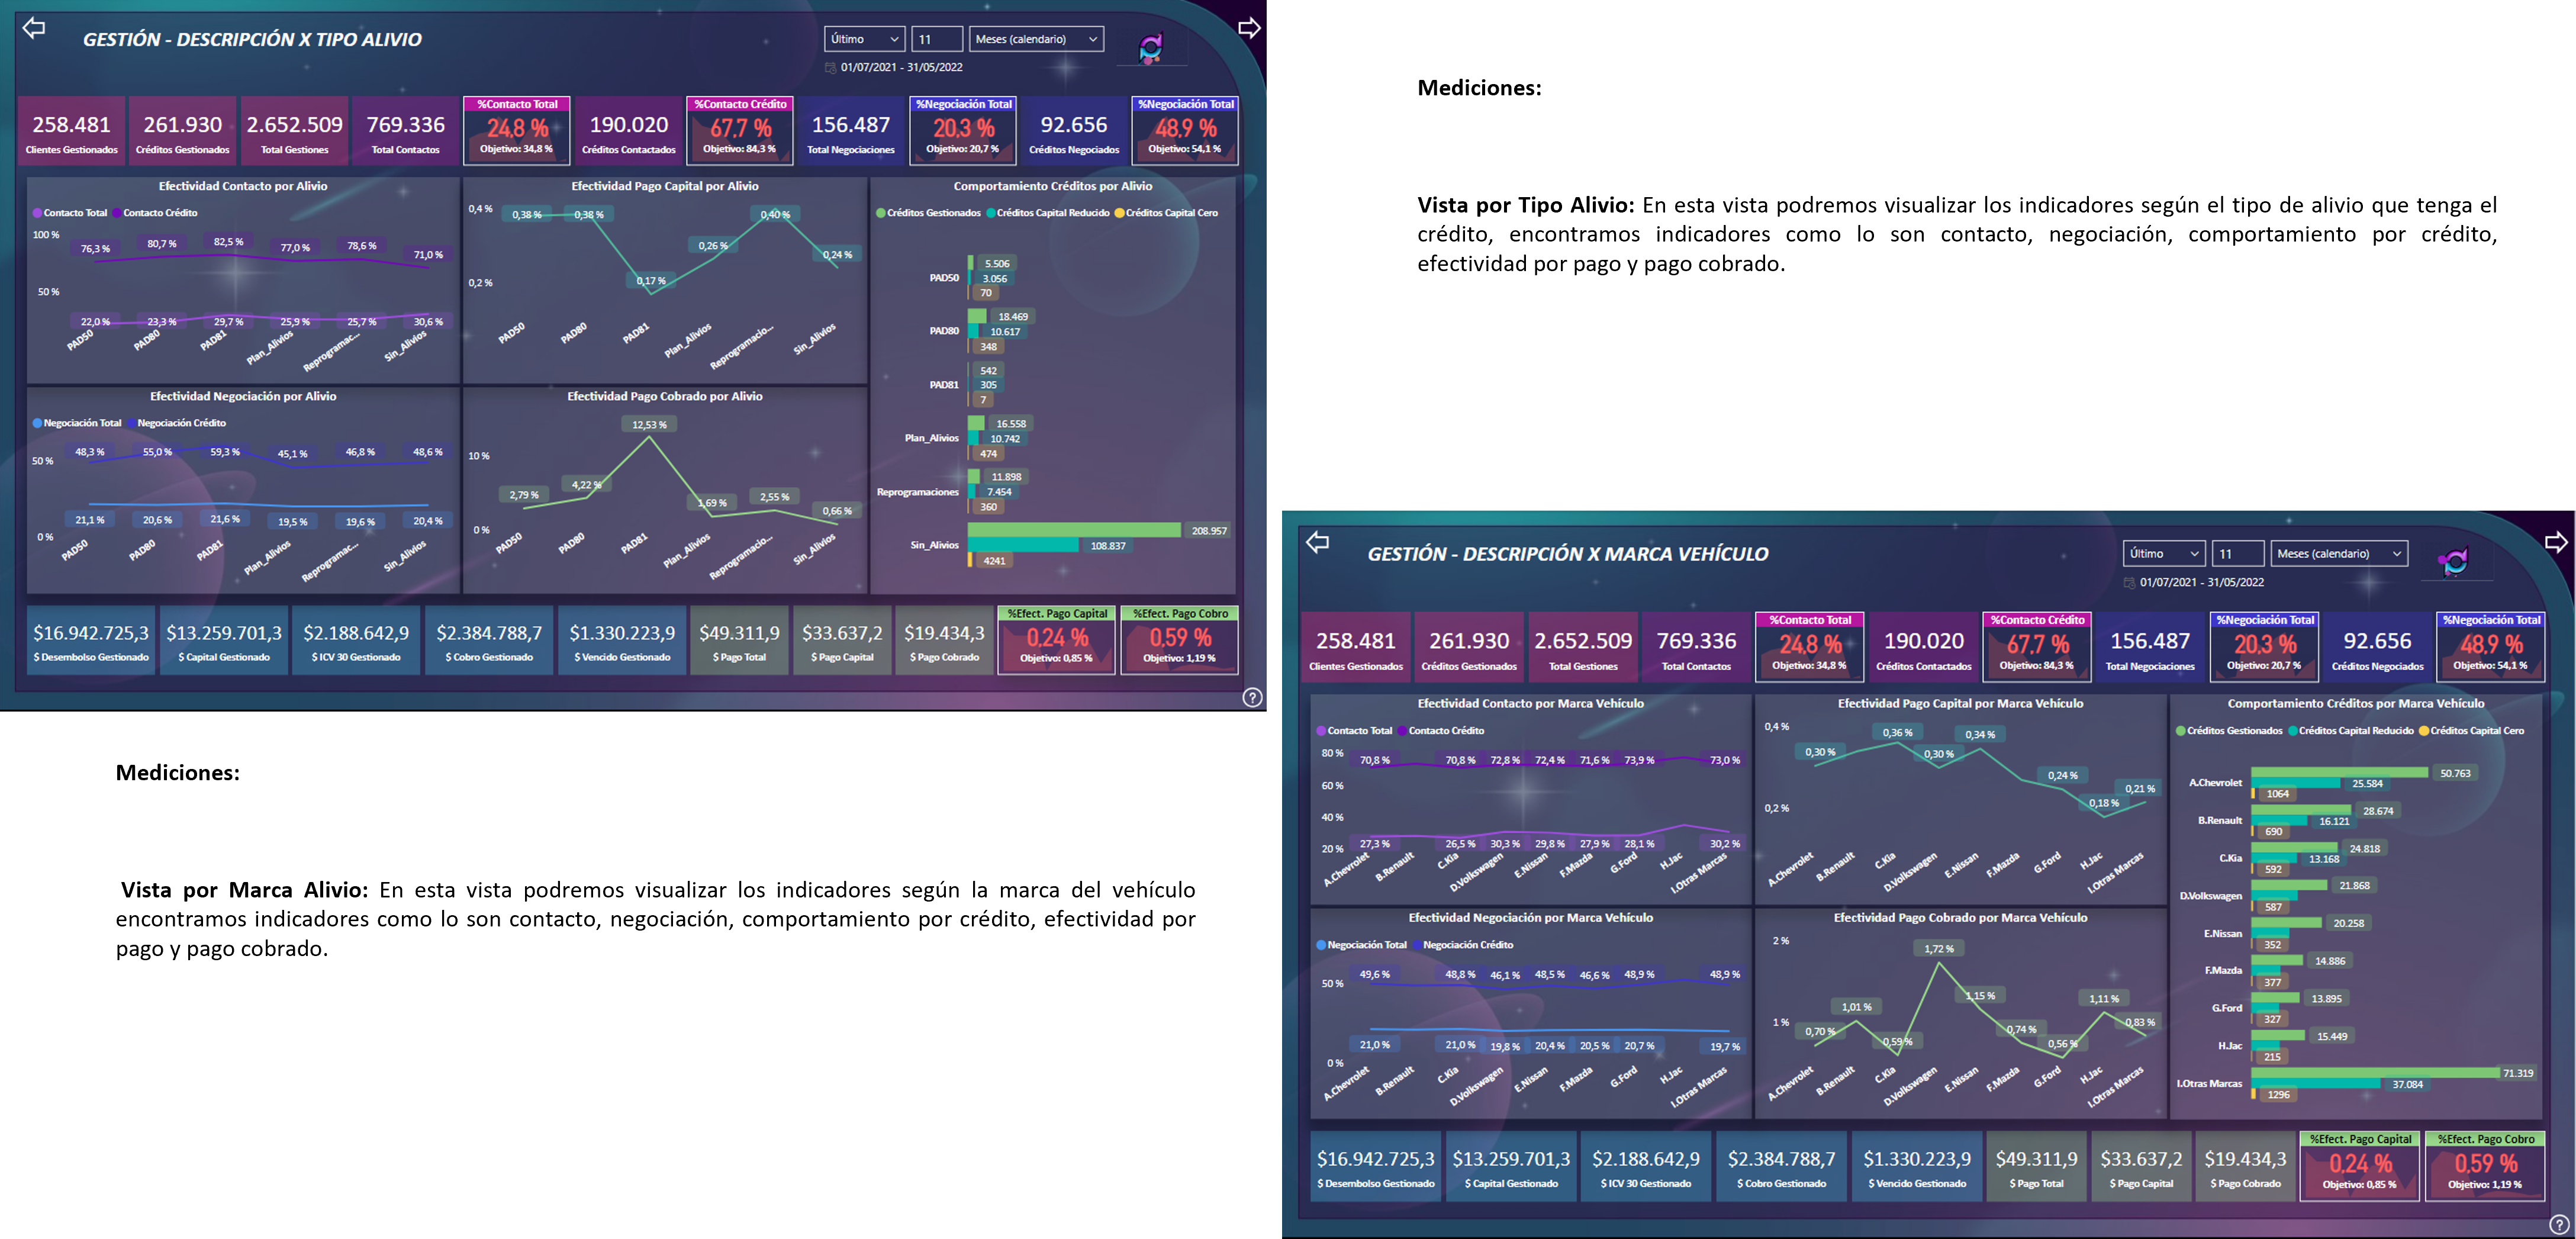 GESTIÓN - DESCRIPCIÓN X TIPO ALIVIO
Último 11 Meses (calendario)
01/07/2021 - 31/05/2022
258.481
Clientes Gestionados
261.930
Créditos Gestionados
2.652.509
Total Gestiones
769.336
Total Contactos
%Contacto Total
24,8 %
Objetivo: 34,8 %
190.020
Créditos Contactados
%Contacto Crédito
67,7 %
Objetivo: 84,3 %
156.487
Total Negociaciones
%Negociación Total
20,3 %
Objetivo: 20,7 %
92.656
Créditos Negociados
%Negociación Total
48,9 %
Objetivo: 54,1 %
Efectividad Contacto por Alivio
Contacto Total Contacto Crédito
100 %
76,3 % 80,7 % 82,5 % 77,0 % 78,6 % 71,0 %
50 %
22,0 % 23,3 % 29,7 % 25,9 % 25,7 % 30,6 %
PAD50 PAD80 PAD81 Plan_Alivios Reprogramac... Sin_Alivios
Efectividad Pago Capital por Alivio
0,4 %
0,38 % 0,38 % 0,17 % 0,26 % 0,40 % 0,24 %
0,2 %
PAD50 PAD80 PAD81 Plan_Alivios Reprogramacio... Sin_Alivios
Comportamiento Créditos por Alivio
Créditos Gestionados Créditos Capital Reducido Créditos Capital Cero
PAD50 5.506 3.056 70
PAD80 18.469 10.617 348
PAD81 542 305 7
Plan_Alivios 16.558 10.742 474
Reprogramaciones 11.898 7.454 360
Sin_Alivios 208.957 108.837 4241
Efectividad Negociación por Alivio
Negociación Total Negociación Crédito
50 %
48,3 % 55,0 % 59,3 % 45,1 % 46,8 % 48,6 %
21,1 % 20,6 % 21,6 % 19,5 % 19,6 % 20,4 %
0 %
PAD50 PAD80 PAD81 Plan_Alivios Reprogramac... Sin_Alivios
Efectividad Pago Cobrado por Alivio
10 %
2,79 % 4,22 % 12,53 % 1,69 % 2,55 % 0,66 %
0 %
PAD50 PAD80 PAD81 Plan_Alivios Reprogramacio... Sin_Alivios
$16.942.725,3
$ Desembolso Gestionado
$13.259.701,3
$ Capital Gestionado
$2.188.642,9
$ ICV 30 Gestionado
$2.384.788,7
$ Cobro Gestionado
$1.330.223,9
$ Vencido Gestionado
$49.311,9
$ Pago Total
$33.637,2
$ Pago Capital
$19.434,3
$ Pago Cobrado
%Efect. Pago Capital
0,24 %
Objetivo: 0,85 %
%Efect. Pago Cobro
0,59 %
Objetivo: 1,19 %
?
Mediciones:
Vista por Tipo Alivio: En esta vista podremos visualizar los indicadores según el tipo de alivio que tenga el
crédito, encontramos indicadores como lo son contacto, negociación, comportamiento por crédito,
efectividad por pago y pago cobrado.
Mediciones:
Vista por Marca Alivio: En esta vista podremos visualizar los indicadores según la marca del vehículo
encontramos indicadores como lo son contacto, negociación, comportamiento por crédito, efectividad por
pago y pago cobrado.
GESTIÓN - DESCRIPCIÓN X MARCA VEHÍCULO
Último 11 Meses (calendario)
01/07/2021 - 31/05/2022
258.481
Clientes Gestionados
261.930
Créditos Gestionados
2.652.509
Total Gestiones
769.336
Total Contactos
%Contacto Total
24,8 %
Objetivo: 34,8 %
190.020
Créditos Contactados
%Contacto Crédito
67,7 %
Objetivo: 84,3 %
156.487
Total Negociaciones
%Negociación Total
20,3 %
Objetivo: 20,7 %
92.656
Créditos Negociados
%Negociación Total
48,9 %
Objetivo: 54,1 %
Efectividad Contacto por Marca Vehículo
Contacto Total Contacto Crédito
80 %
70,8 % 70,8 % 72,8 % 72,4 % 71,6 % 73,9 % 73,0 %
60 %
40 %
27,3 % 26,5 % 30,3 % 29,8 % 27,9 % 28,1 % 30,2 %
20 %
A.Chevrolet B.Renault C.Kia D.Volkswagen E.Nissan F.Mazda G.Ford H.Jac I.Otras Marcas
Efectividad Pago Capital por Marca Vehículo
0,4 %
0,30 % 0,36 % 0,30 % 0,34 % 0,24 % 0,18 % 0,21 %
0,2 %
A.Chevrolet B.Renault C.Kia D.Volkswagen E.Nissan F.Mazda G.Ford H.Jac I.Otras Marcas
Comportamiento Créditos por Marca Vehículo
Créditos Gestionados Créditos Capital Reducido Créditos Capital Cero
A.Chevrolet 50.763 25.584 1064
B.Renault 28.674 16.121 690
C.Kia 24.818 13.168 592
D.Volkswagen 21.868 587
E.Nissan 20.258 352
F.Mazda 14.886 377
G.Ford 13.895 327
H.Jac 15.449 215
I.Otras Marcas 71.319 37.084 1296
Efectividad Negociación por Marca Vehículo
Negociación Total Negociación Crédito
49,6 % 48,8 % 46,1 % 48,5 % 46,6 % 48,9 % 48,9 %
50 %
21,0 % 21,0 % 19,8 % 20,4 % 20,5 % 20,7 % 19,7 %
0 %
A.Chevrolet B.Renault C.Kia D.Volkswagen E.Nissan F.Mazda G.Ford H.Jac I.Otras Marcas
Efectividad Pago Cobrado por Marca Vehículo
2 %
1 %
0,70 % 1,01 % 0,59 % 1,72 % 1,15 % 0,74 % 0,56 % 1,11 % 0,83 %
A.Chevrolet B.Renault C.Kia D.Volkswagen E.Nissan F.Mazda G.Ford H.Jac I.Otras Marcas
$16.942.725,3
$ Desembolso Gestionado
$13.259.701,3
$ Capital Gestionado
$2.188.642,9
$ ICV 30 Gestionado
$2.384.788,7
$ Cobro Gestionado
$1.330.223,9
$ Vencido Gestionado
$49.311,9
$ Pago Total
$33.637,2
$ Pago Capital
$19.434,3
$ Pago Cobrado
%Efect. Pago Capital
0,24 %
Objetivo: 0,85 %
%Efect. Pago Cobro
0,59 %
Objetivo: 1,19 %
?